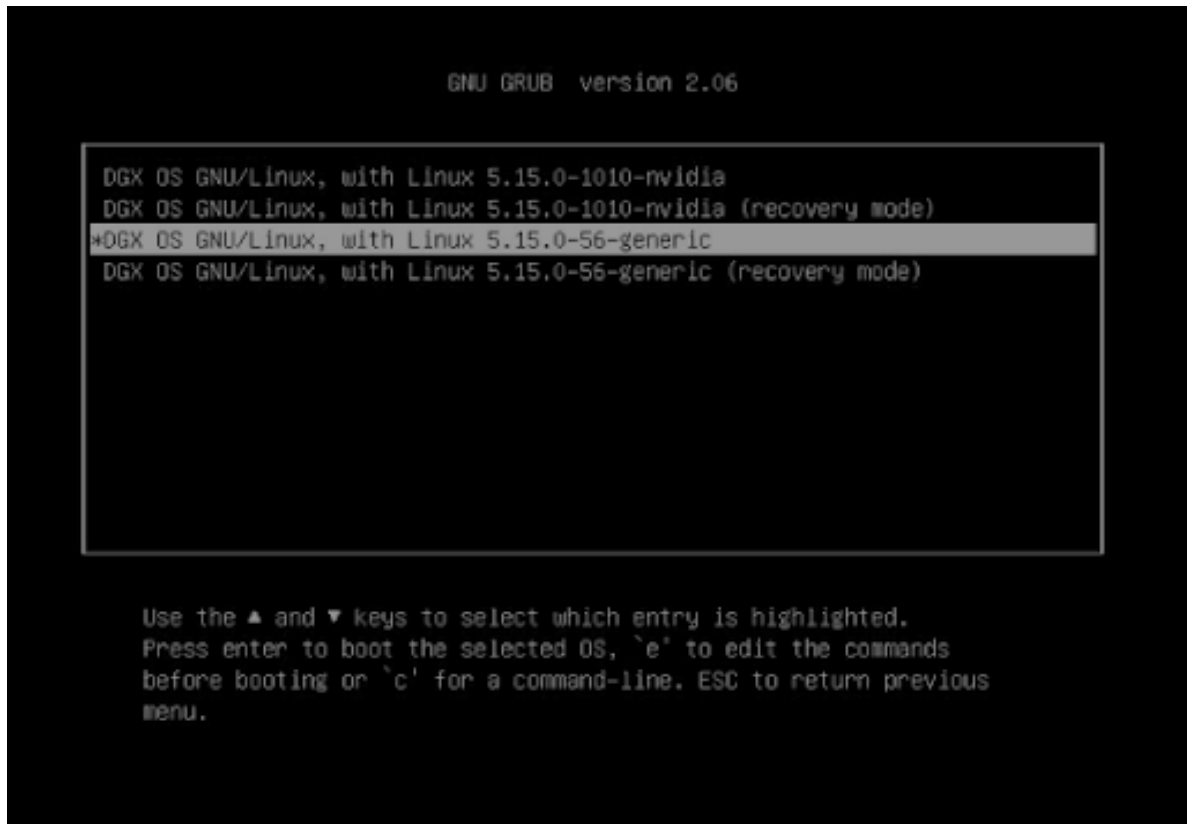 GNU GRUB version 2.06
DGX OS GNU/Linux, with Linux 5.15.0-1010-nvidia
DGX OS GNU/Linux, with Linux 5.15.0-1010-nvidia (recovery mode)
*DGX OS GNU/Linux, with Linux 5.15.0-56-generic
DGX OS GNU/Linux, with Linux 5.15.0-56-generic (recovery mode)
Use the ▲ and ▼ keys to select which entry is highlighted.
Press enter to boot the selected OS, `e' to edit the commands
before booting or `c' for a command-line. ESC to return previous
menu.